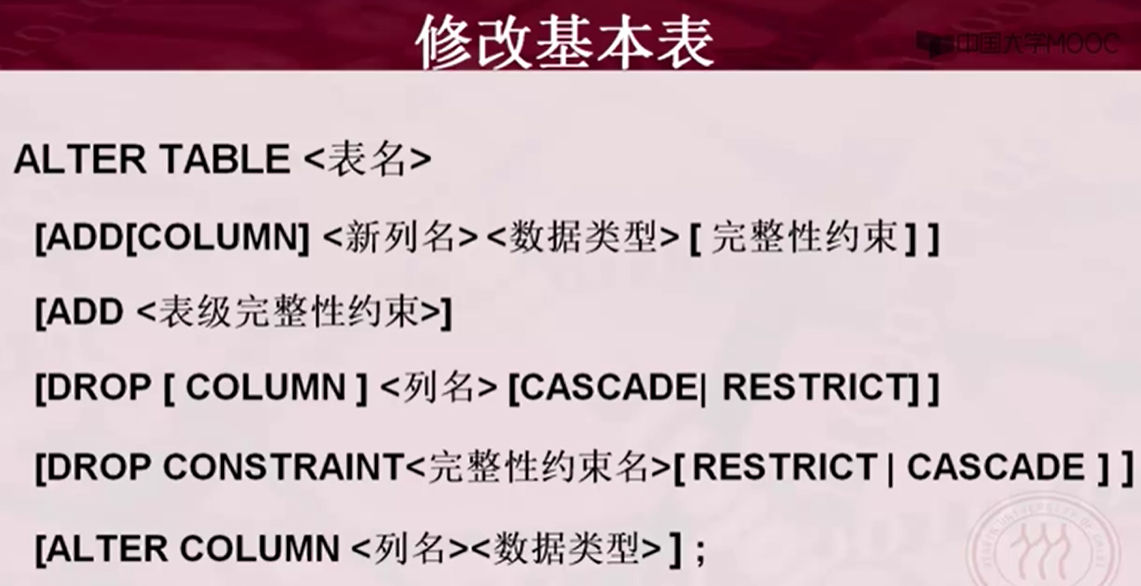 修改基本表
中国大学MOOC
ALTER TABLE <表名>
[ADD[COLUMN] <新列名> <数据类型> [ 完整性约束 ] ]
[ADD <表级完整性约束>]
[DROP [ COLUMN ] <列名> [CASCADE| RESTRICT] ]
[DROP CONSTRAINT<完整性约束名>[ RESTRICT | CASCADE ] ]
[ALTER COLUMN <列名><数据类型> ] ;